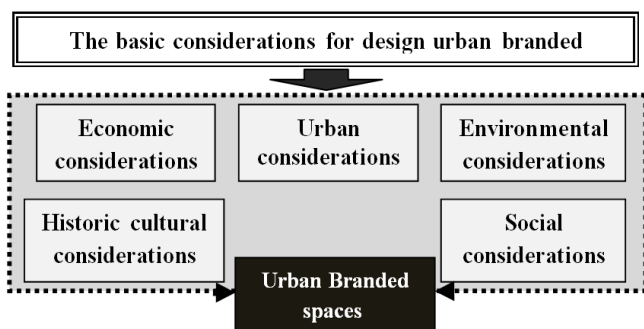 The basic considerations for design urban branded
Economic
considerations
Urban
considerations
Environmental
considerations
Historic cultural
considerations
Social
considerations
Urban Branded
spaces